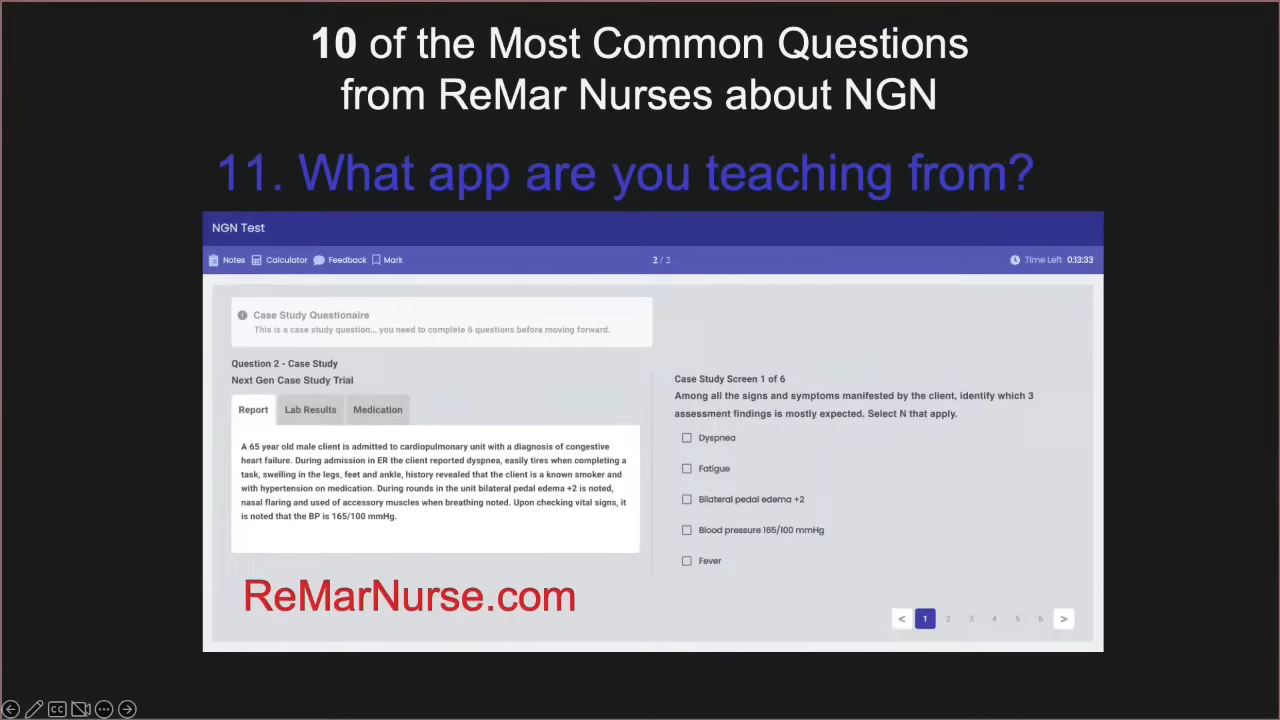 10 of the Most Common Questions
from ReMar Nurses about NGN
11. What app are you teaching from?
NGN Test
Notes Calculator Feedback Mark
2 / 2
Time Left 0:13:33
Case Study Questionaire
This is a case study question... you need to complete 6 questions before moving forward.
Question 2 - Case Study
Next Gen Case Study Trial
Report Lab Results Medication
A 65 year old male client is admitted to cardiopulmonary unit with a diagnosis of congestive
heart failure. During admission in ER the client reported dyspnea, easily tires when completing a
task, swelling in the legs, feet and ankle, history revealed that the client is a known smoker and
with hypertension on medication. During rounds in the unit bilateral pedal edema +2 is noted,
nasal flaring and used of accessory muscles when breathing noted. Upon checking vital signs, it
is noted that the BP is 165/100 mmHg.
Case Study Screen 1 of 6
Among all the signs and symptoms manifested by the client, identify which 3
assessment findings is mostly expected. Select N that apply.
Dyspnea
Fatigue
Bilateral pedal edema +2
Blood pressure 165/100 mmHg
Fever
ReMarNurse.com
< 1 2 3 4 5 6 >
CC